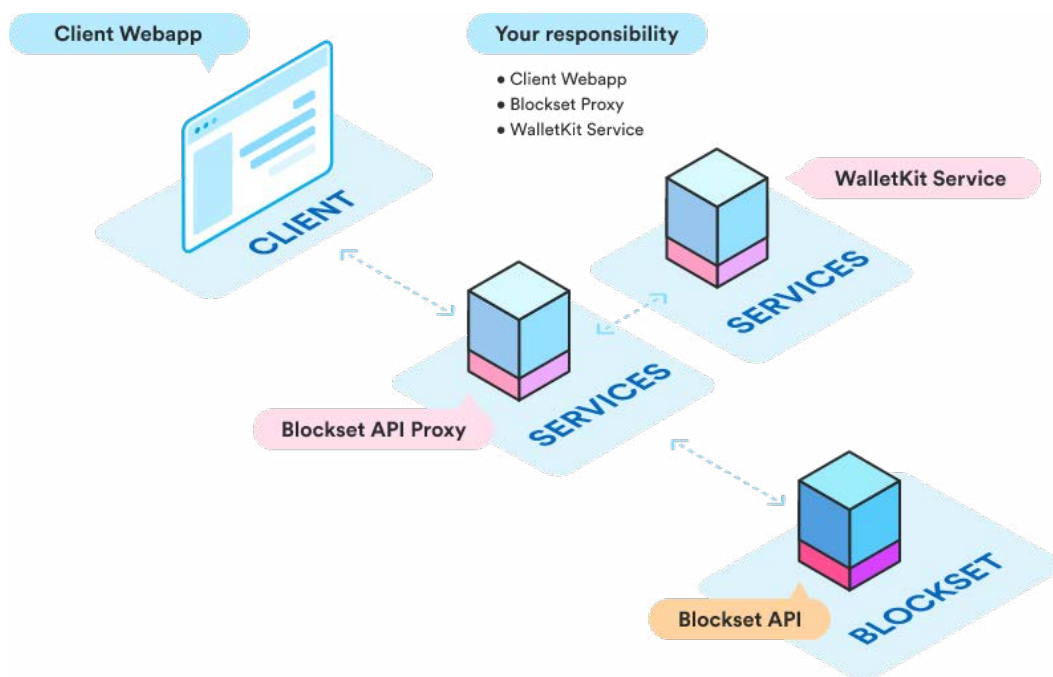 Client Webapp
Your responsibility
• Client Webapp
• Blockset Proxy
• WalletKit Service
WalletKit Service
CLIENT
SERVICES
Blockset API Proxy
SERVICES
Blockset API
BLOCKSET